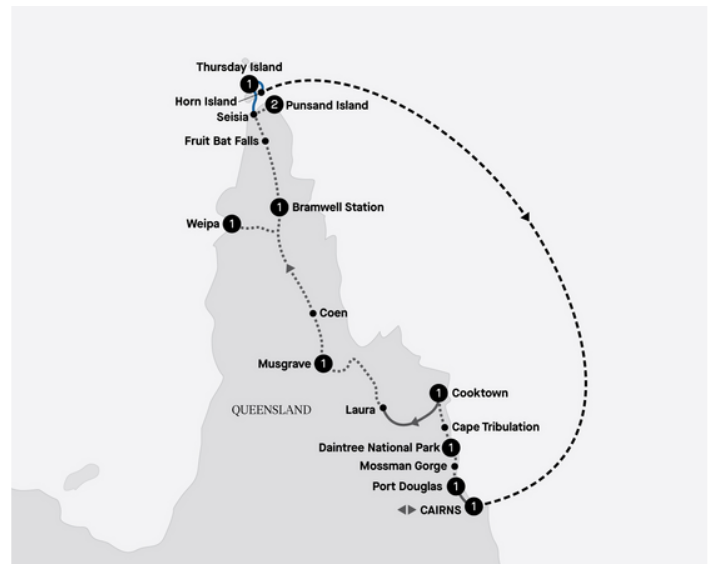 Thursday Island
1
Horn Island
2 Punsand Island
Seisia
Fruit Bat Falls
1 Bramwell Station
Weipa 1
Coen
Musgrave 1
1 Cooktown
QUEENSLAND
Laura
Cape Tribulation
Daintree National Park 1
Mossman Gorge
Port Douglas 1
CAIRNS 1